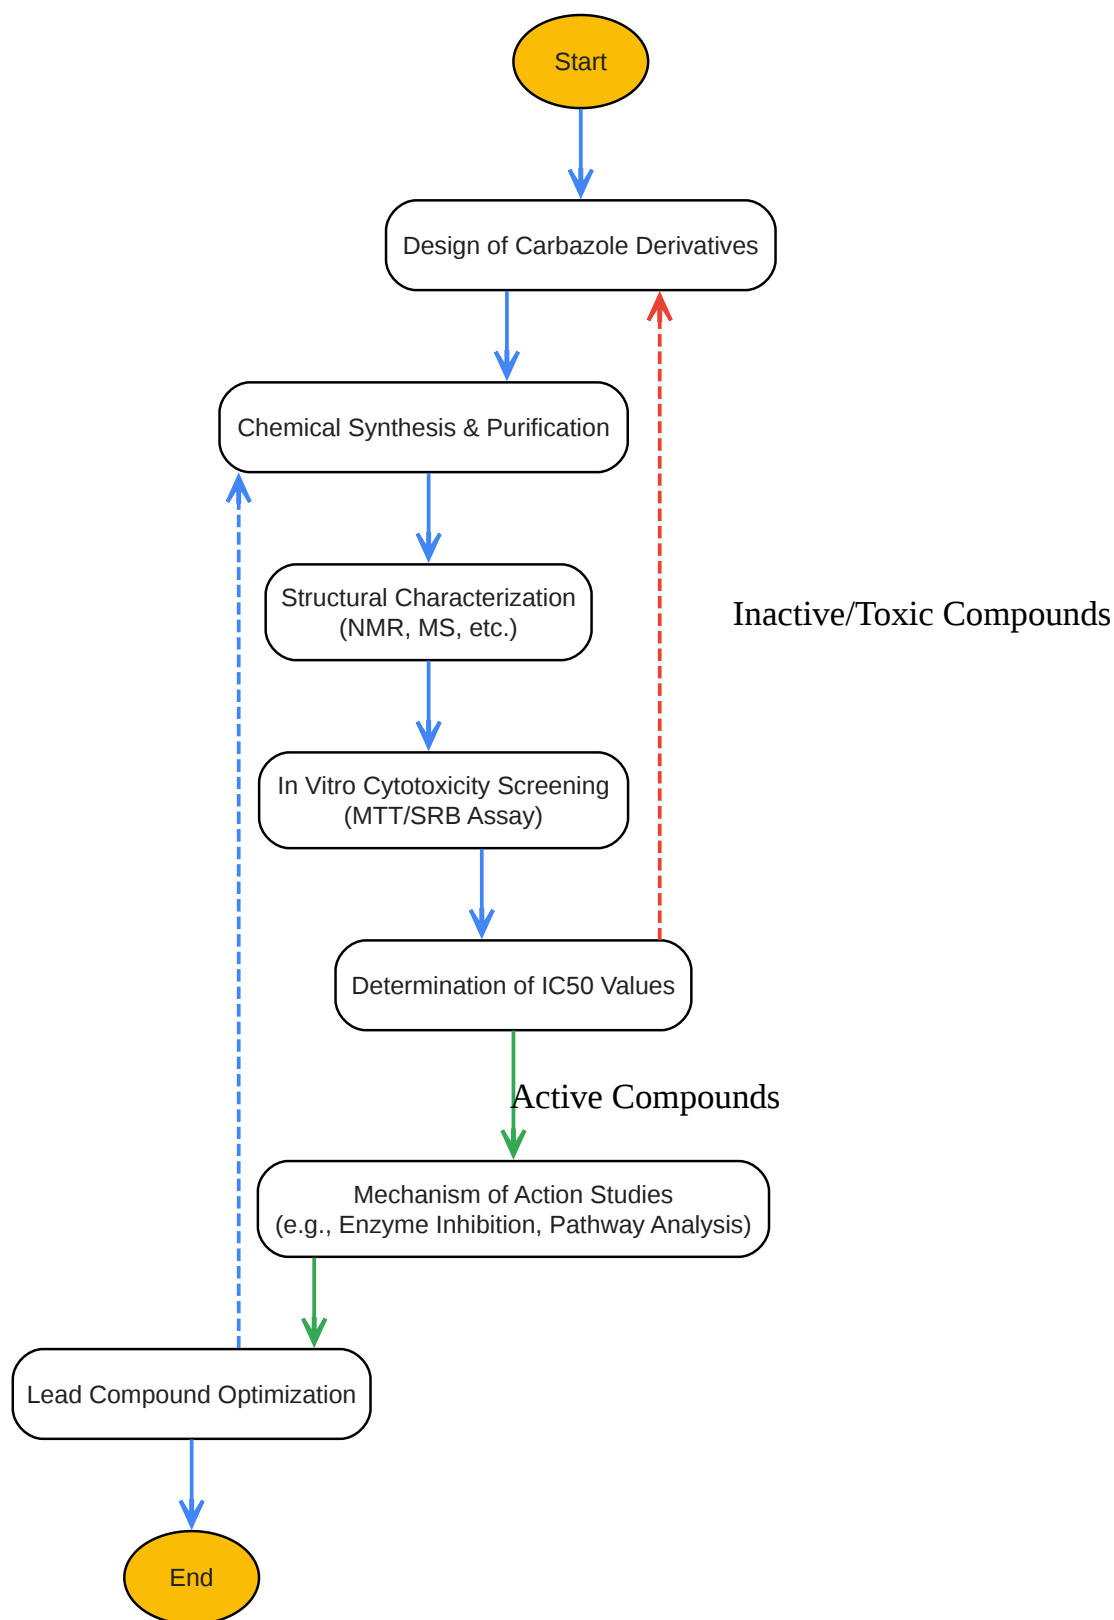 Start
Design of Carbazole Derivatives
Chemical Synthesis & Purification
Structural Characterization
(NMR, MS, etc.)
Inactive/Toxic Compounds
In Vitro Cytotoxicity Screening
(MTT/SRB Assay)
Determination of IC50 Values
Active Compounds
Mechanism of Action Studies
(e.g., Enzyme Inhibition, Pathway Analysis)
Lead Compound Optimization
End